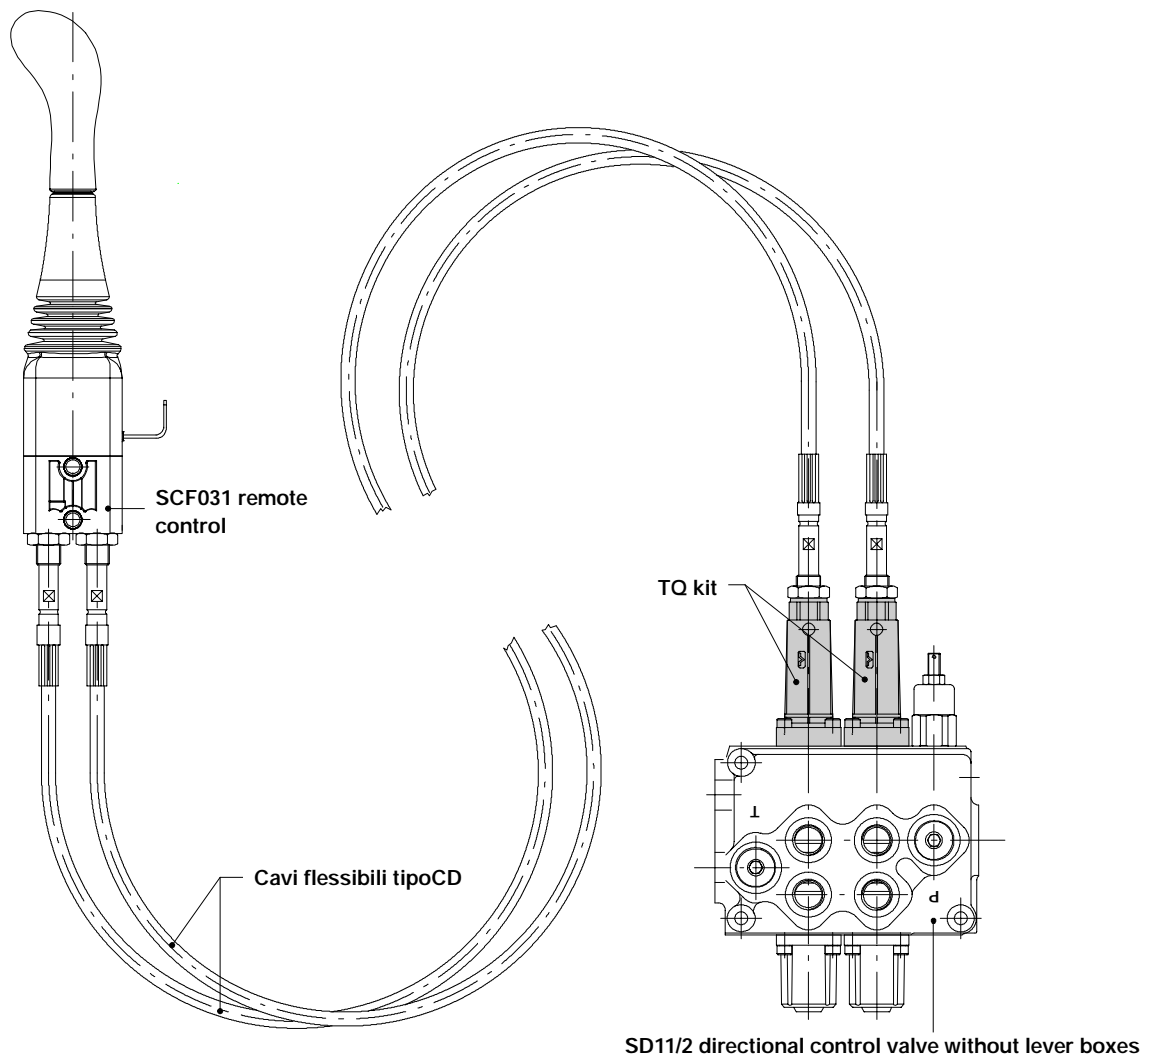 SCF031 remote
control
TQ kit
Cavi flessibili tipoCD
T
P
SD11/2 directional control valve without lever boxes